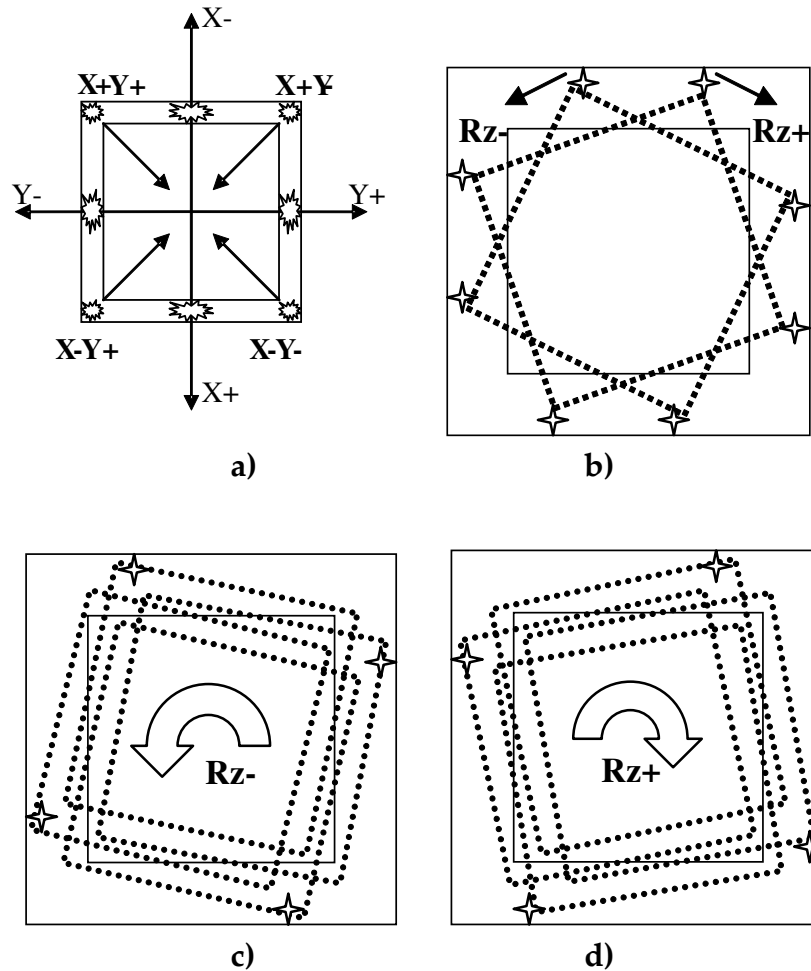 X-
X+Y+ X+Y-
Y- Y+
X-Y+ X-Y-
X+
a)
Rz- Rz+
b)
Rz-
c)
Rz+
d)